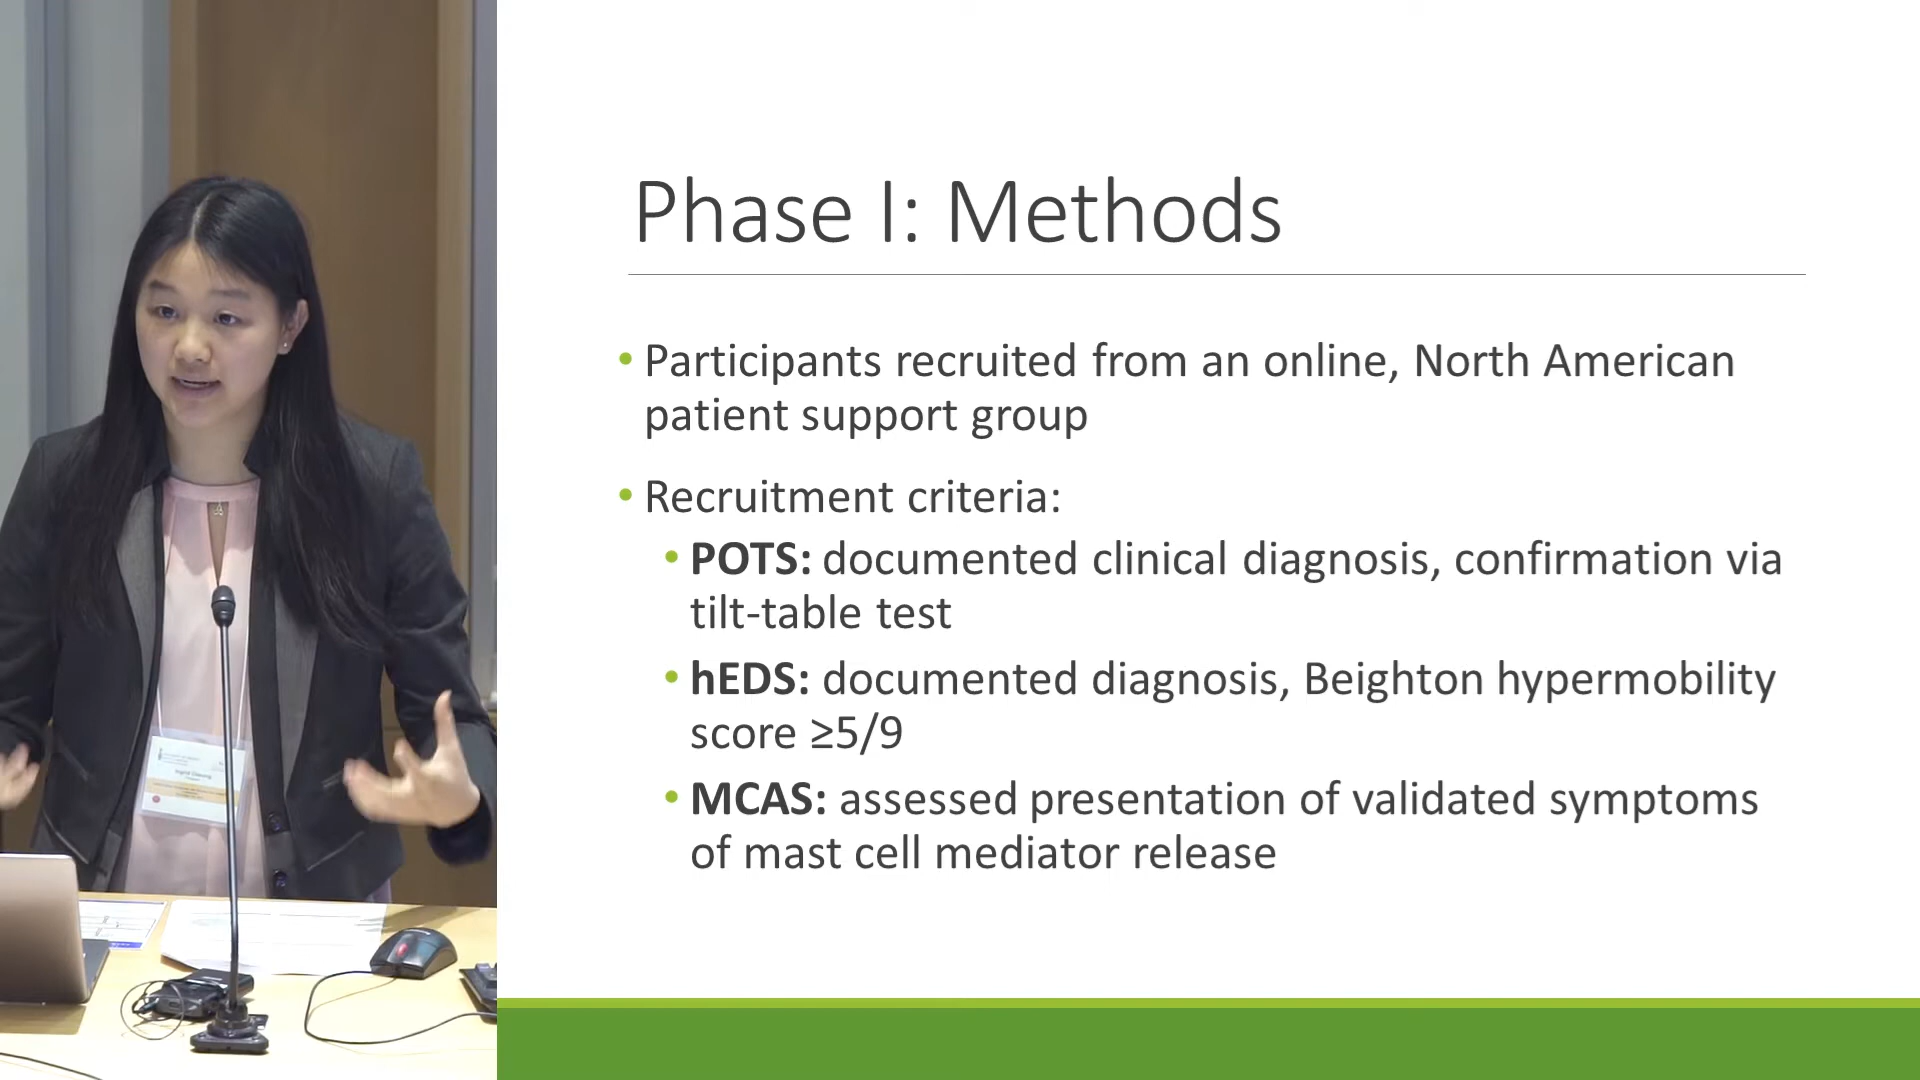 Phase I: Methods
• Participants recruited from an online, North American
patient support group
• Recruitment criteria:
• POTS: documented clinical diagnosis, confirmation via
tilt-table test
• hEDS: documented diagnosis, Beighton hypermobility
score ≥5/9
• MCAS: assessed presentation of validated symptoms
of mast cell mediator release